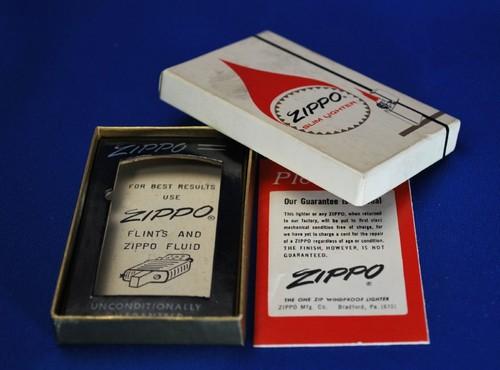 ZIPPO®
SLIM LIGHTER
ZIPPO
FOR BEST RESULTS
USE
ZIPPO®
FLINTS AND
ZIPPO FLUID
UNCONDITIONALLY
Our Guarantee is
This lighter or any ZIPPO, when returned
to our factory, will be put in first class
mechanical condition free of charge, for
we have yet to charge a cent for the repair
of a ZIPPO regardless of age or condition.
THE FINISH, HOWEVER, IS NOT
GUARANTEED.
ZIPPO®
THE ONE ZIP WINDPROOF LIGHTER
ZIPPO Mfg. Co. Bradford, Pa.